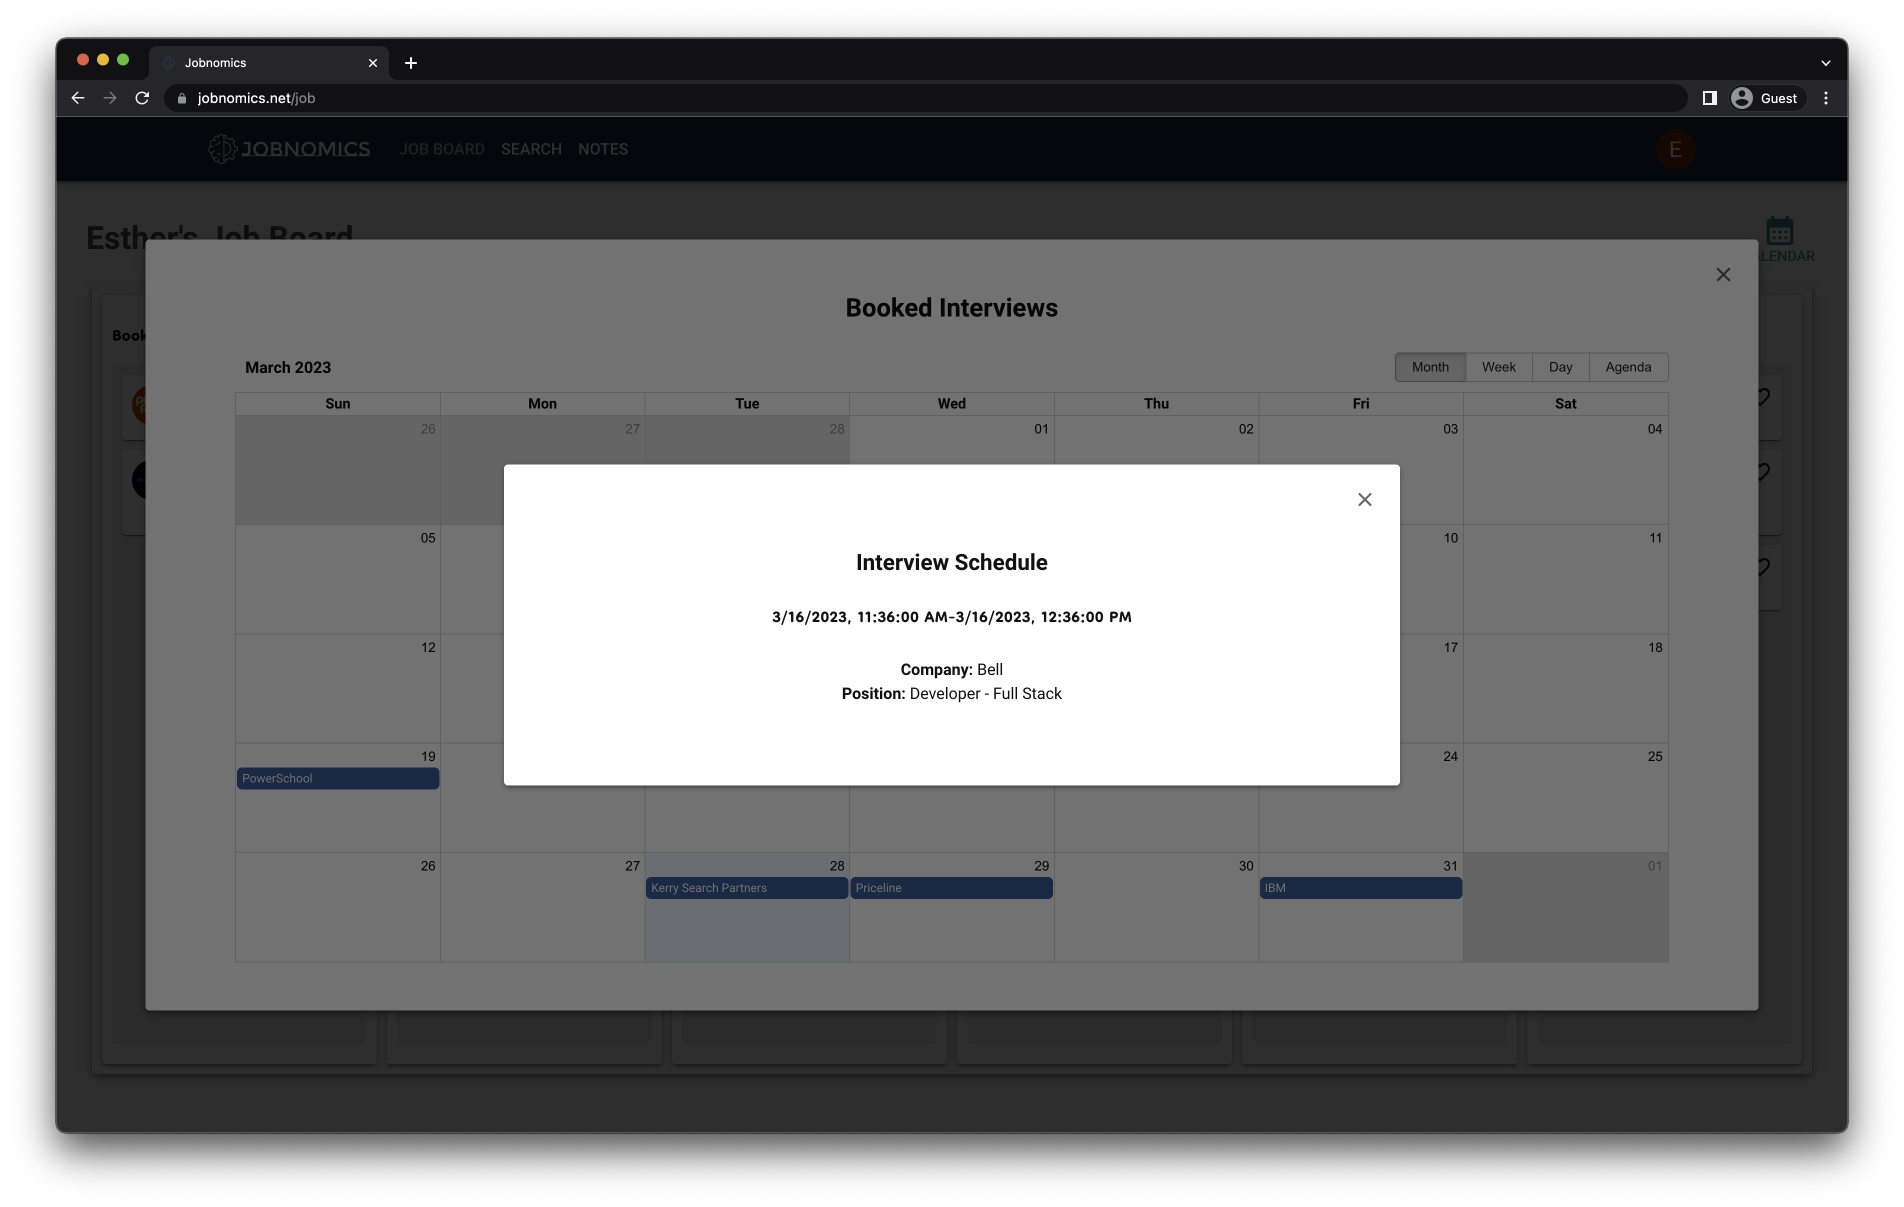 Jobnomics
jobnomics.net/job
Guest
JOBNOMICS
JOB BOARD
SEARCH
NOTES
E
Esther's Job Board
LENDAR
Book
Booked Interviews
March 2023
Month
Week
Day
Agenda
Sun Mon Tue Wed Thu Fri Sat
26 27 28 01 02 03 04
05 10 11
12 17 18
19 24 25
PowerSchool
26 27 28 29 30 31 01
Kerry Search Partners
Priceline
IBM
Interview Schedule
3/16/2023, 11:36:00 AM-3/16/2023, 12:36:00 PM
Company: Bell
Position: Developer - Full Stack